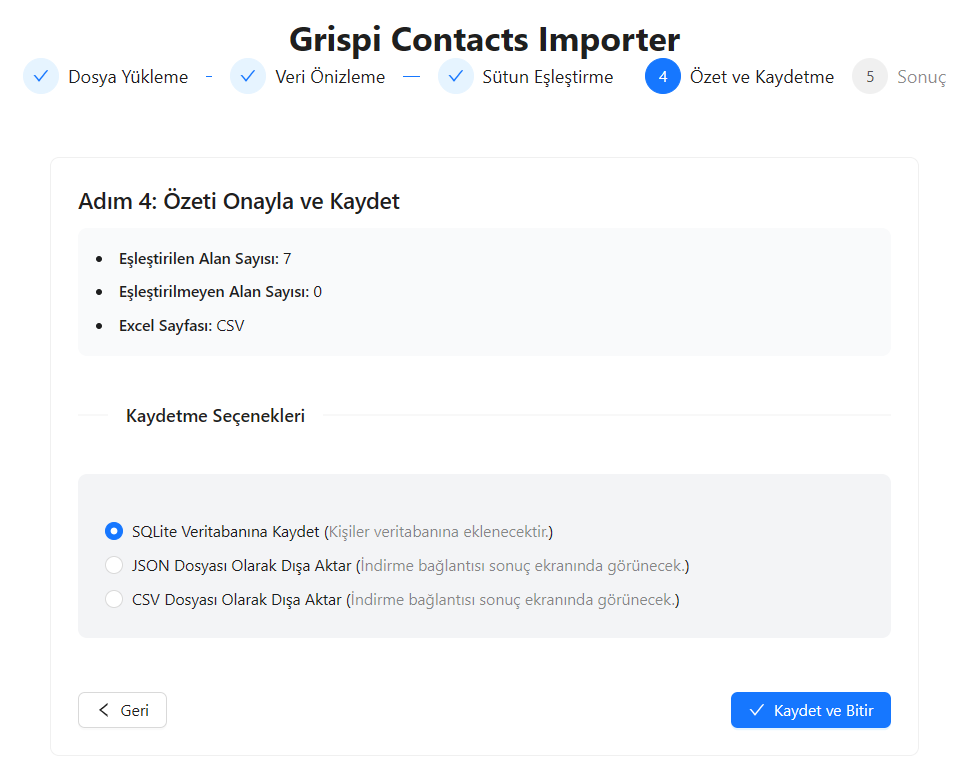 Grispi Contacts Importer
Dosya Yükleme - Veri Önizleme — Sütun Eşleştirme 4 Özet ve Kaydetme 5 Sonuç
Adım 4: Özeti Onayla ve Kaydet
• Eşleştirilen Alan Sayısı: 7
• Eşleştirilmeyen Alan Sayısı: 0
• Excel Sayfası: CSV
Kaydetme Seçenekleri
SQLite Veritabanına Kaydet (Kişiler veritabanına eklenecektir.)
JSON Dosyası Olarak Dışa Aktar (İndirme bağlantısı sonuç ekranında görünecek.)
CSV Dosyası Olarak Dışa Aktar (İndirme bağlantısı sonuç ekranında görünecek.)
Geri
Kaydet ve Bitir